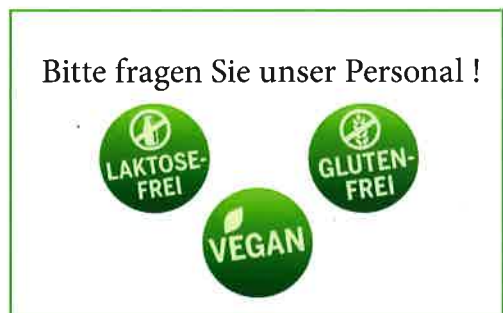 Bitte fragen Sie unser Personal !
LAKTOSE-
FREI
GLUTEN-
FREI
VEGAN